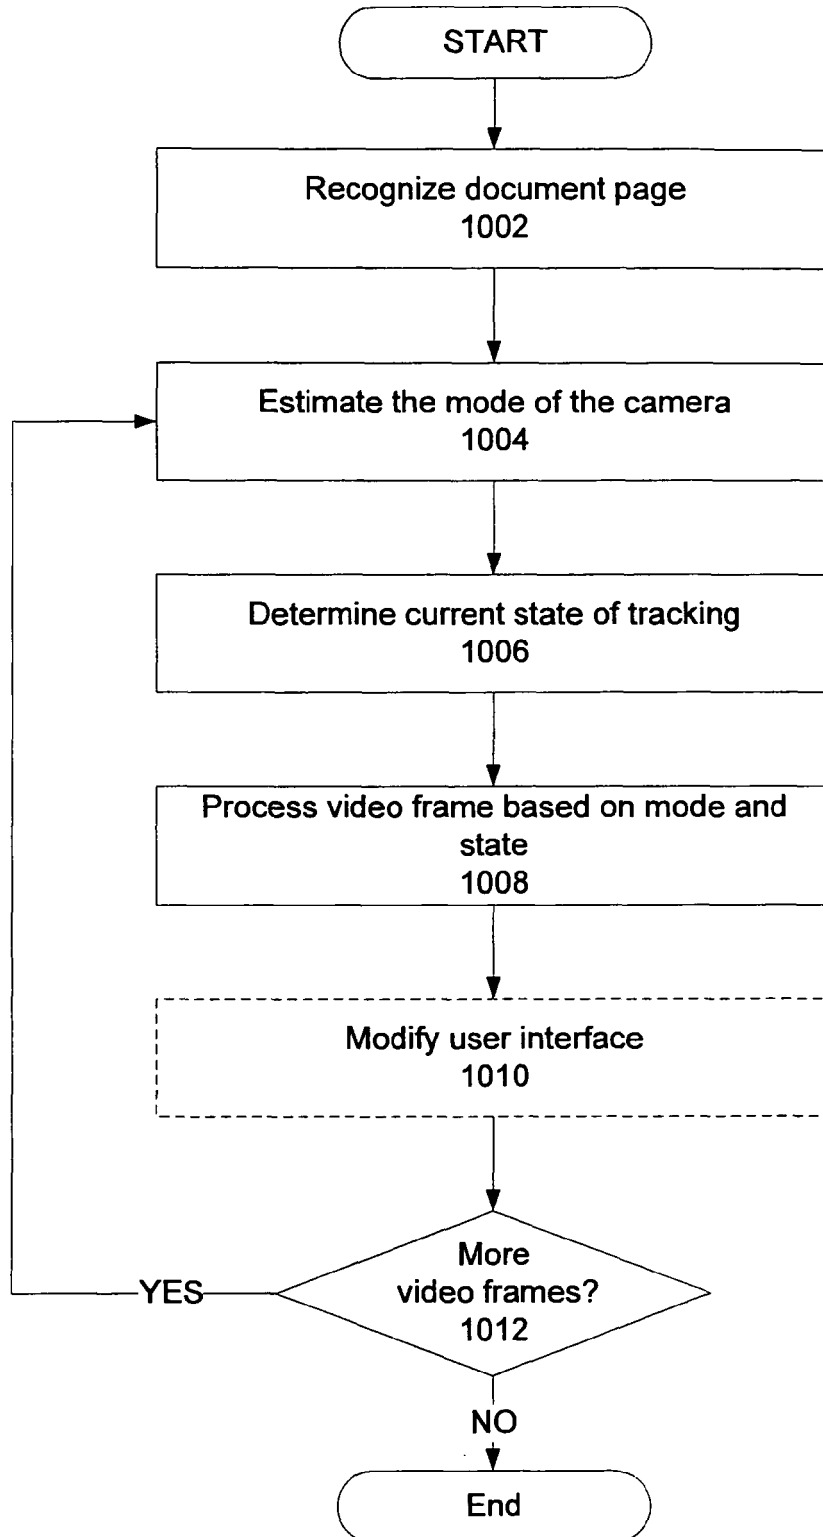 START
Recognize document page
1002
Estimate the mode of the camera
1004
Determine current state of tracking
1006
Process video frame based on mode and
state
1008
Modify user interface
1010
More
video frames?
1012
YES
NO
End